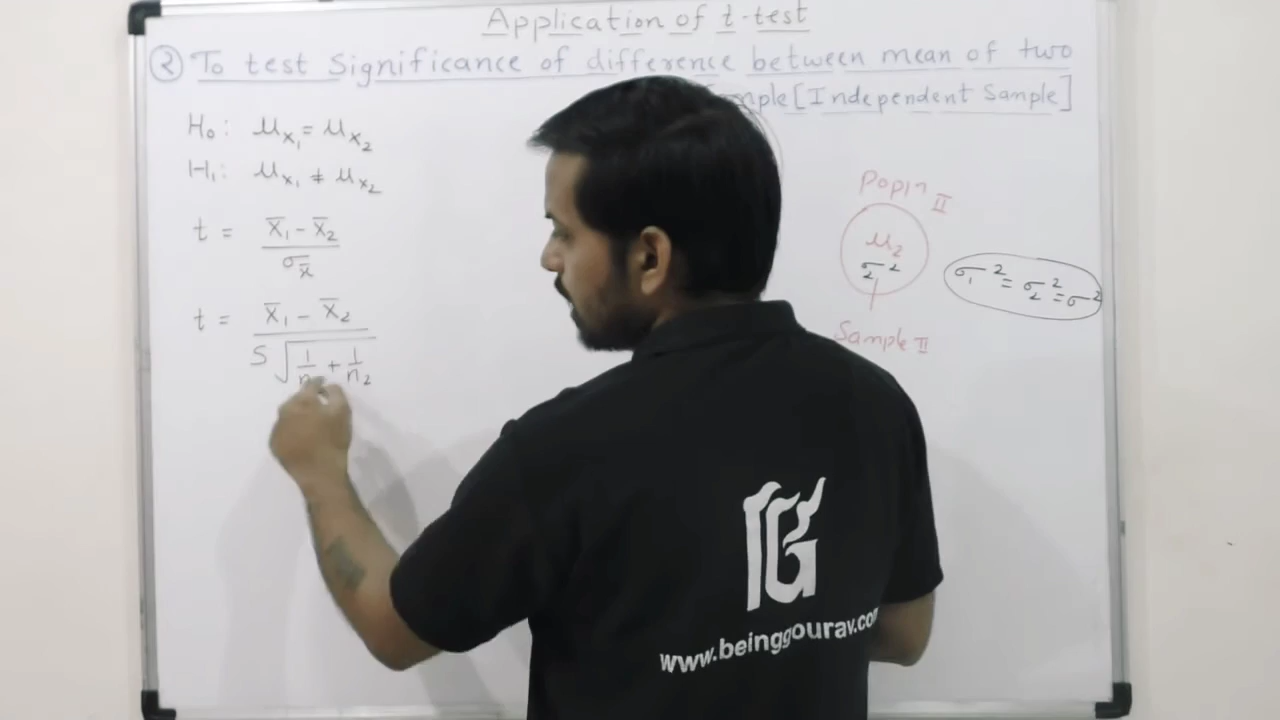 Application of t-test
② To test Significance of difference between mean of two
[Independent Sample]
H₀: μx₁ = μx₂
H₁: μx₁ ≠ μx₂
t = x̄₁ - x̄₂ / σx̄
t = x̄₁ - x̄₂ / S √ 1/n + 1/n₂
Popⁿ II
μ₂
σ₂²
Sample II
σ₁² = σ₂² = σ²
G
www.beinggourav.com